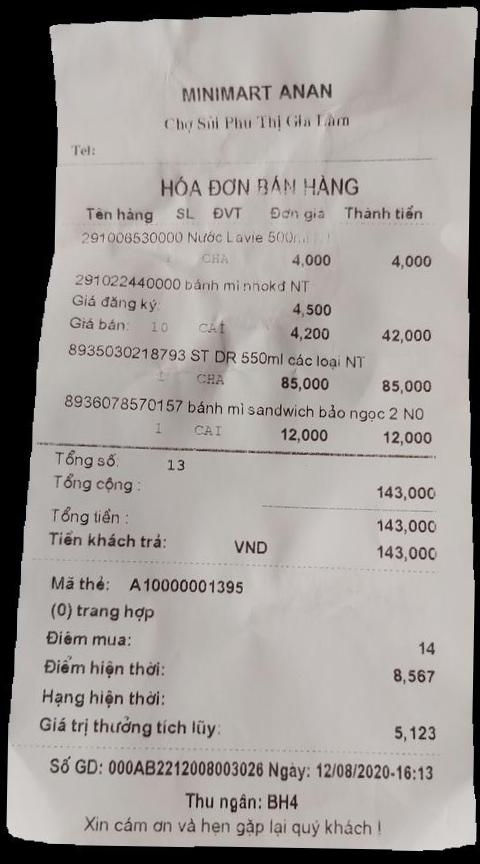 MINIMART ANAN
Chợ Sủi Phu Thị Gia Lâm
Tel:
HÓA ĐƠN BÁN HÀNG
Tên hàng SL ĐVT Đơn giá Thành tiền
291006530000 Nước Lavie 500ml
1 CHA 4,000 4,000
291022440000 bánh mì nhokd NT
Giá đăng ký: 4,500
Giá bán: 10 CAI 4,200 42,000
8935030218793 ST DR 550ml các loại NT
1 CHA 85,000 85,000
8936078570157 bánh mì sandwich bảo ngọc 2 N0
1 CAI 12,000 12,000
Tổng số: 13
Tổng cộng : 143,000
Tổng tiền : 143,000
Tiền khách trả: VND 143,000
Mã thẻ: A10000001395
(0) trang hợp
Điểm mua: 14
Điểm hiện thời: 8,567
Hạng hiện thời:
Giá trị thưởng tích lũy: 5,123
Số GD: 000AB2212008003026 Ngày: 12/08/2020-16:13
Thu ngân: BH4
Xin cám ơn và hẹn gặp lại quý khách !